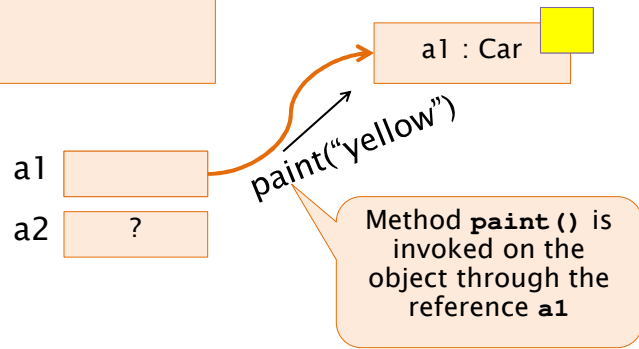 a1 : Car
paint(“yellow”)
a1
a2
?
Method paint() is
invoked on the
object through the
reference a1